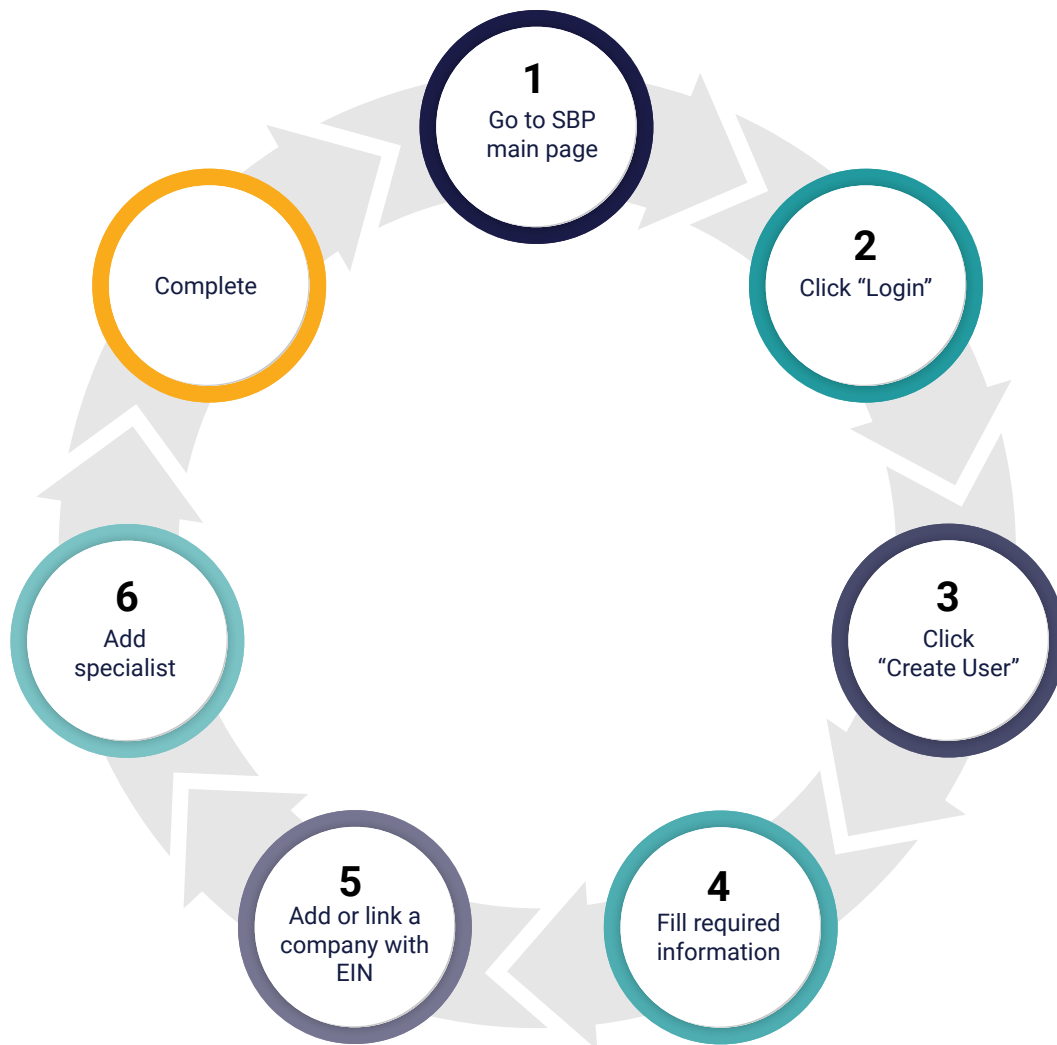 1
Go to SBP
main page
2
Click “Login”
3
Click
“Create User”
4
Fill required
information
5
Add or link a
company with
EIN
6
Add
specialist
Complete